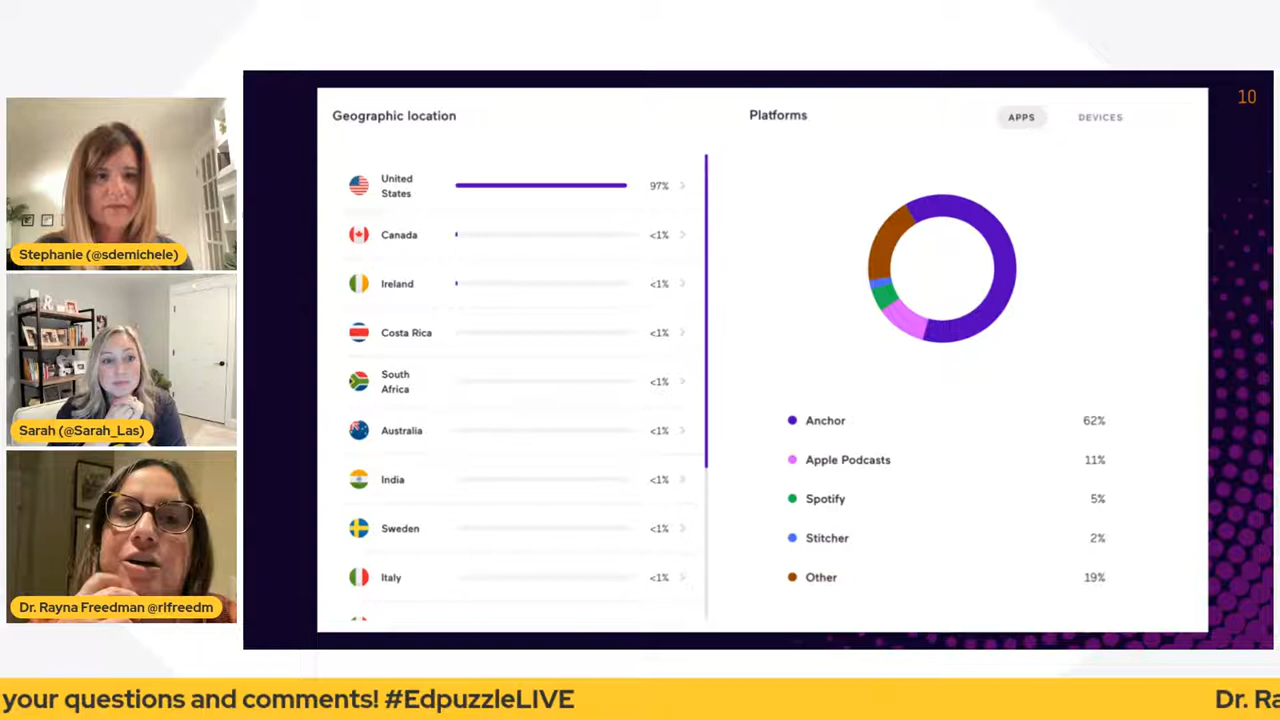 Stephanie (@sdemichele)
Sarah (@Sarah_Las)
Dr. Rayna Freedman @rlfreedm
10
Geographic location
United
States
97%
Canada
<1%
Ireland
<1%
Costa Rica
<1%
South
Africa
<1%
Australia
<1%
India
<1%
Sweden
<1%
Italy
<1%
Platforms
APPS
DEVICES
Anchor
62%
Apple Podcasts
11%
Spotify
5%
Stitcher
2%
Other
19%
your questions and comments! #EdpuzzleLIVE
Dr. Ra